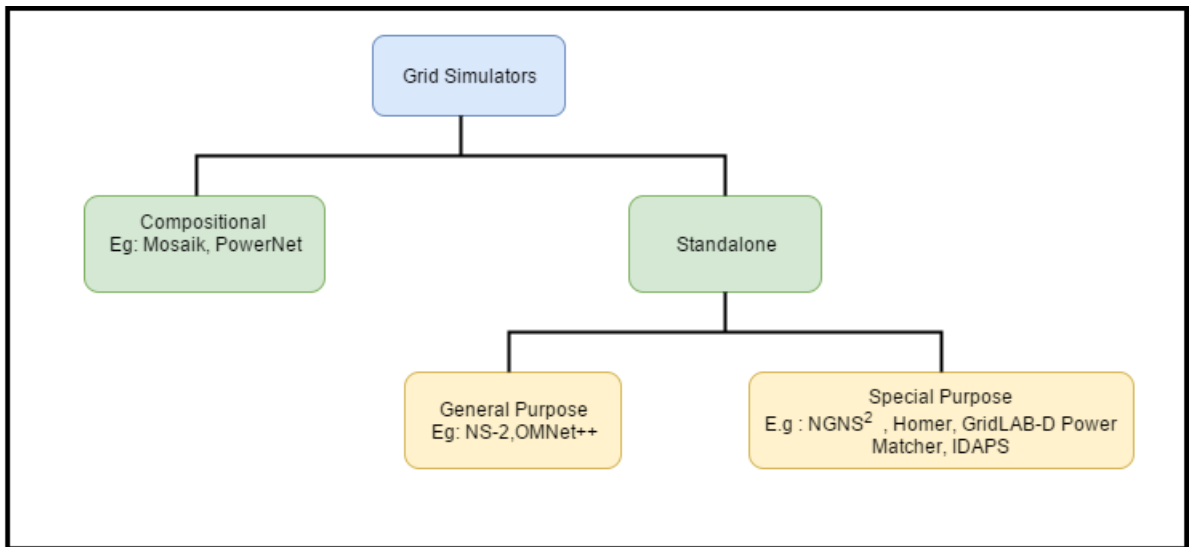 Grid Simulators
Compositional
Eg: Mosaik, PowerNet
Standalone
General Purpose
Eg: NS-2,OMNet++
Special Purpose
E.g : NGNS² , Homer, GridLAB-D Power
Matcher, IDAPS